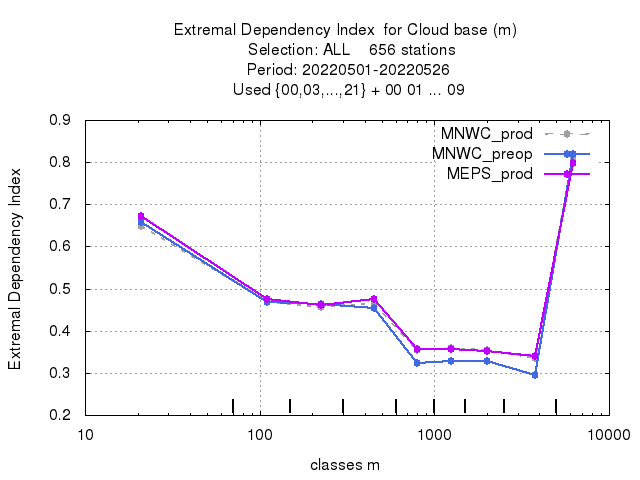 Extremal Dependency Index for Cloud base (m)
Selection: ALL 656 stations
Period: 20220501-20220526
Used {00,03,...,21} + 00 01 ... 09
MNWC_prod
MNWC_preop
MEPS_prod
Extremal Dependency Index
0.9
0.8
0.7
0.6
0.5
0.4
0.3
0.2
10 100 1000 10000
classes m